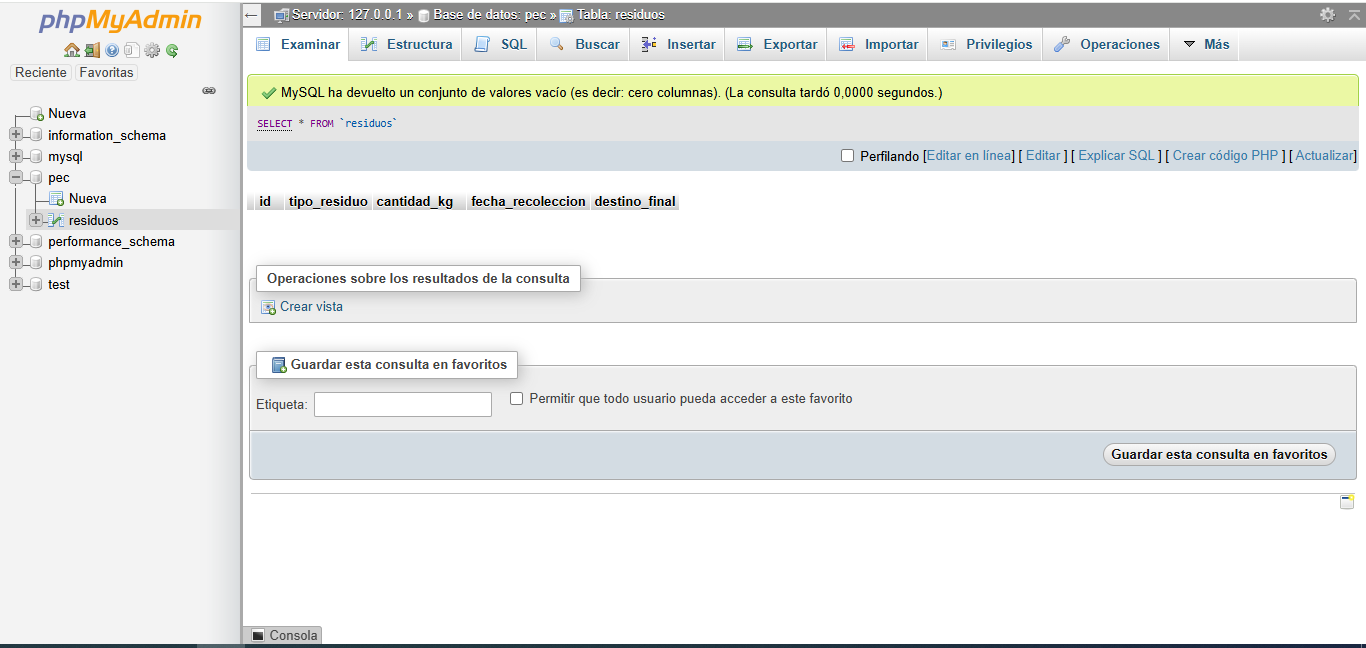 phpMyAdmin
Reciente Favoritas
Nueva
information_schema
mysql
pec
Nueva
residuos
performance_schema
phpmyadmin
test
Servidor: 127.0.0.1 » Base de datos: pec » Tabla: residuos
Examinar Estructura SQL Buscar Insertar Exportar Importar Privilegios Operaciones Más
MySQL ha devuelto un conjunto de valores vacío (es decir: cero columnas). (La consulta tardó 0,0000 segundos.)
SELECT * FROM `residuos`
Perfilando [Editar en línea] [ Editar ] [ Explicar SQL ] [ Crear código PHP ] [ Actualizar]
id tipo_residuo cantidad_kg fecha_recoleccion destino_final
Operaciones sobre los resultados de la consulta
Crear vista
Guardar esta consulta en favoritos
Etiqueta: Permitir que todo usuario pueda acceder a este favorito
Guardar esta consulta en favoritos
Consola